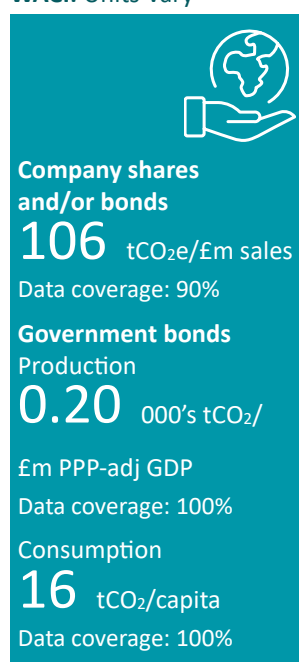 WACI: Units vary
Company shares
and/or bonds
106 tCO₂e/£m sales
Data coverage: 90%
Government bonds
Production
0.20 000's tCO₂/
£m PPP-adj GDP
Data coverage: 100%
Consumption
16 tCO₂/capita
Data coverage: 100%